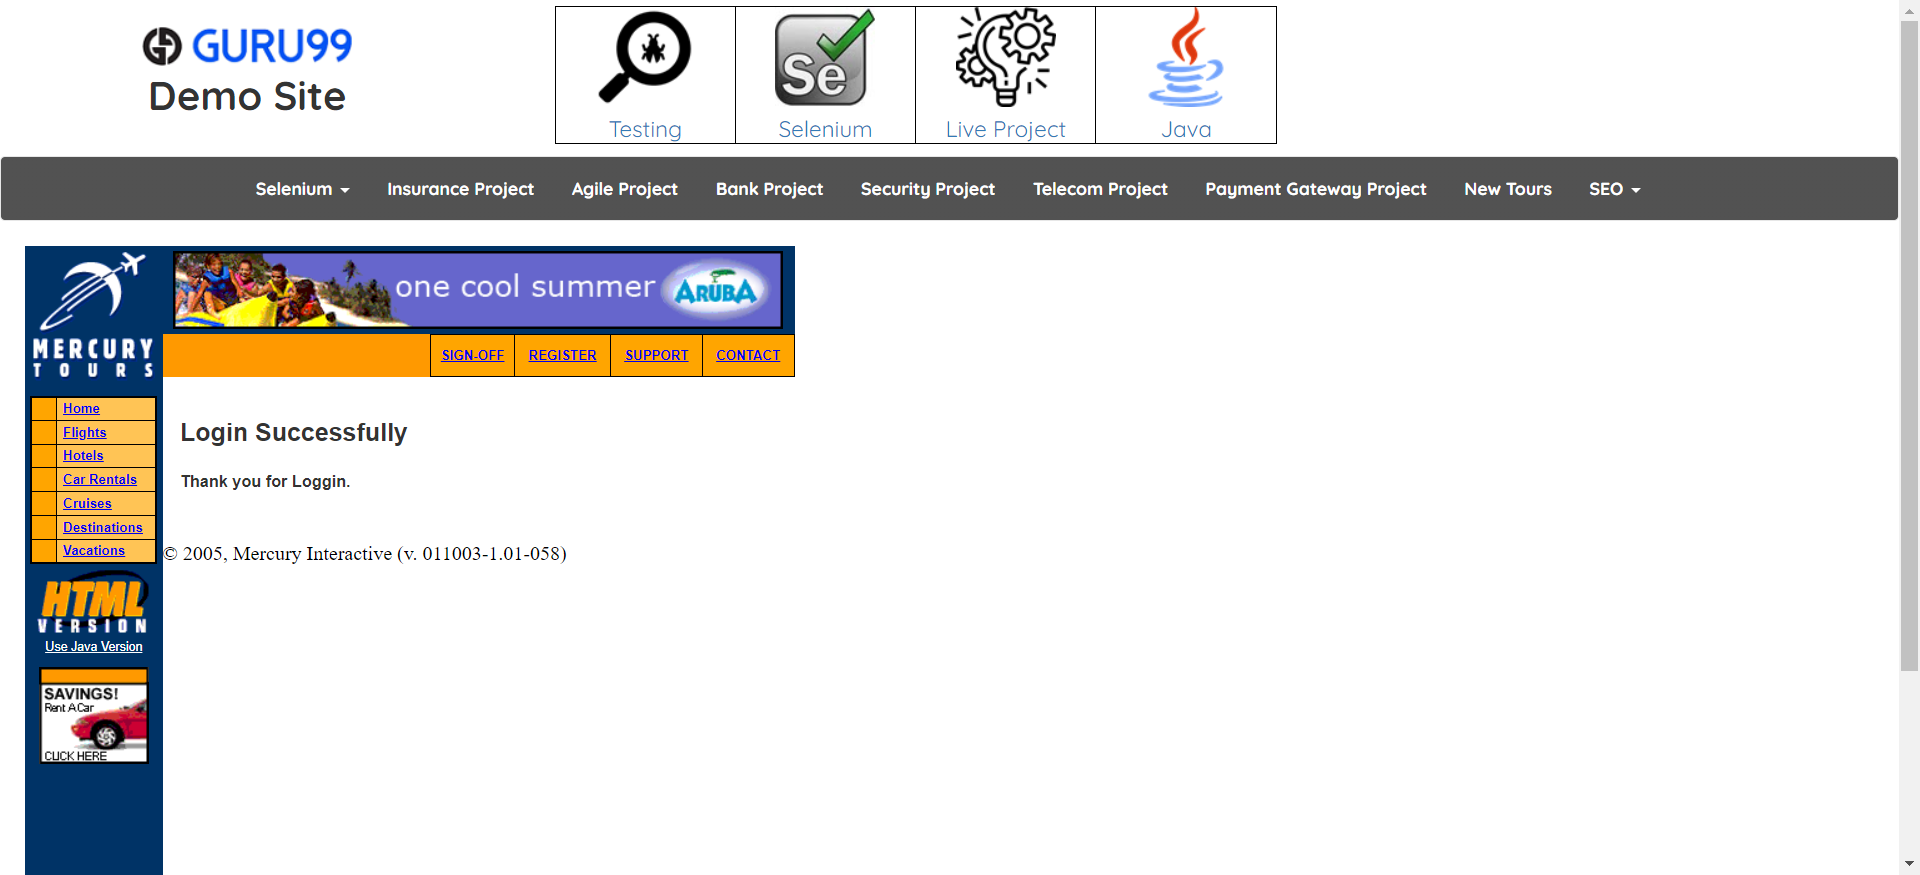 GURU99
Demo Site
Testing
Selenium
Live Project
Java
Selenium
Insurance Project
Agile Project
Bank Project
Security Project
Telecom Project
Payment Gateway Project
New Tours
SEO
one cool summer
ARUBA
MERCURY
TOURS
SIGN-OFF
REGISTER
SUPPORT
CONTACT
Home
Flights
Hotels
Car Rentals
Cruises
Destinations
Vacations
Login Successfully
Thank you for Loggin.
© 2005, Mercury Interactive (v. 011003-1.01-058)
HTML
VERSION
Use Java Version
SAVINGS!
Rent A Car
CLICK HERE